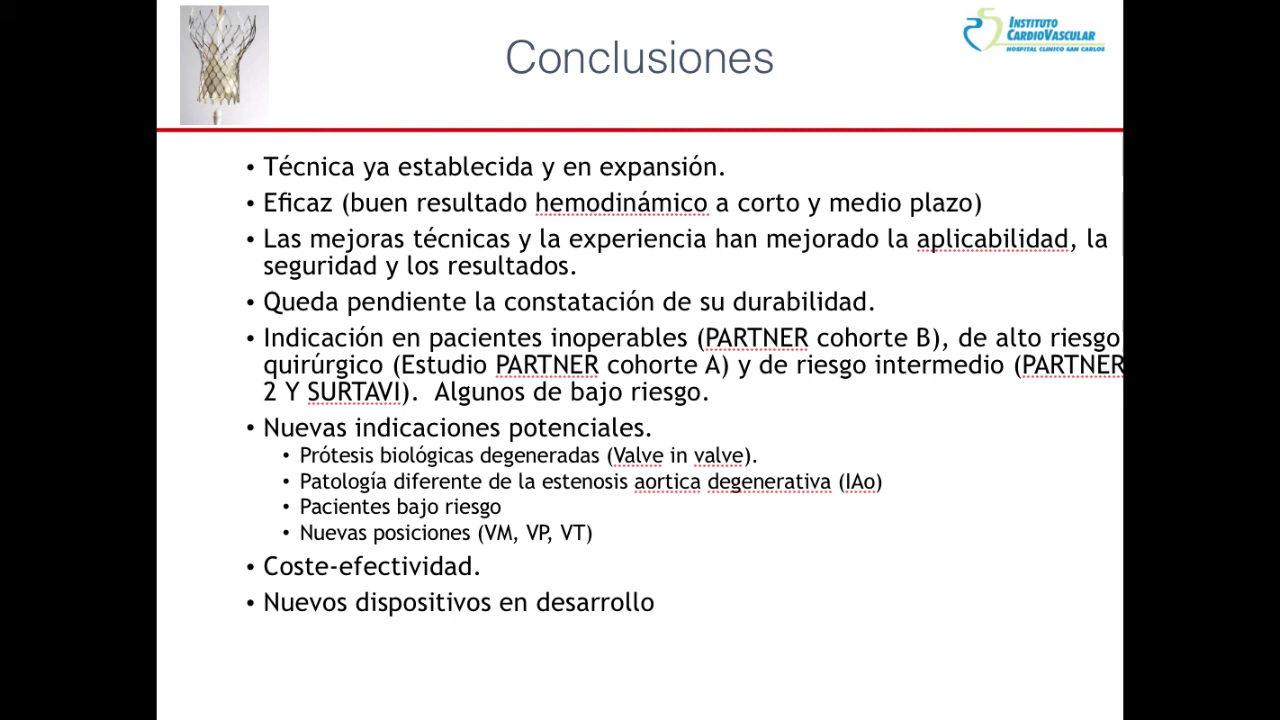 Conclusiones
INSTITUTO
CARDIOVASCULAR
HOSPITAL CLINICO SAN CARLOS
• Técnica ya establecida y en expansión.
• Eficaz (buen resultado hemodinámico a corto y medio plazo)
• Las mejoras técnicas y la experiencia han mejorado la aplicabilidad, la
seguridad y los resultados.
• Queda pendiente la constatación de su durabilidad.
• Indicación en pacientes inoperables (PARTNER cohorte B), de alto riesgo
quirúrgico (Estudio PARTNER cohorte A) y de riesgo intermedio (PARTNER
2 Y SURTAVI).  Algunos de bajo riesgo.
• Nuevas indicaciones potenciales.
• Prótesis biológicas degeneradas (Valve in valve).
• Patología diferente de la estenosis aortica degenerativa (IAo)
• Pacientes bajo riesgo
• Nuevas posiciones (VM, VP, VT)
• Coste-efectividad.
• Nuevos dispositivos en desarrollo